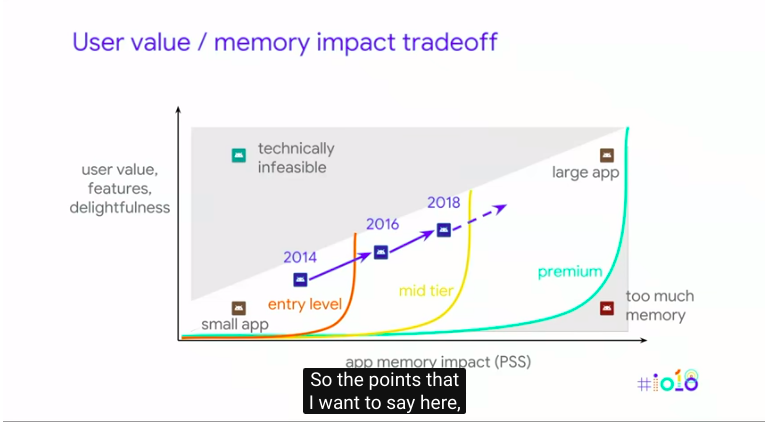 User value / memory impact tradeoff
technically
infeasible
user value,
features,
delightfulness
large app
2018
2016
2014
premium
mid tier
entry level
too much
memory
small app
app memory impact (PSS)
So the points that
I want to say here,
#io18